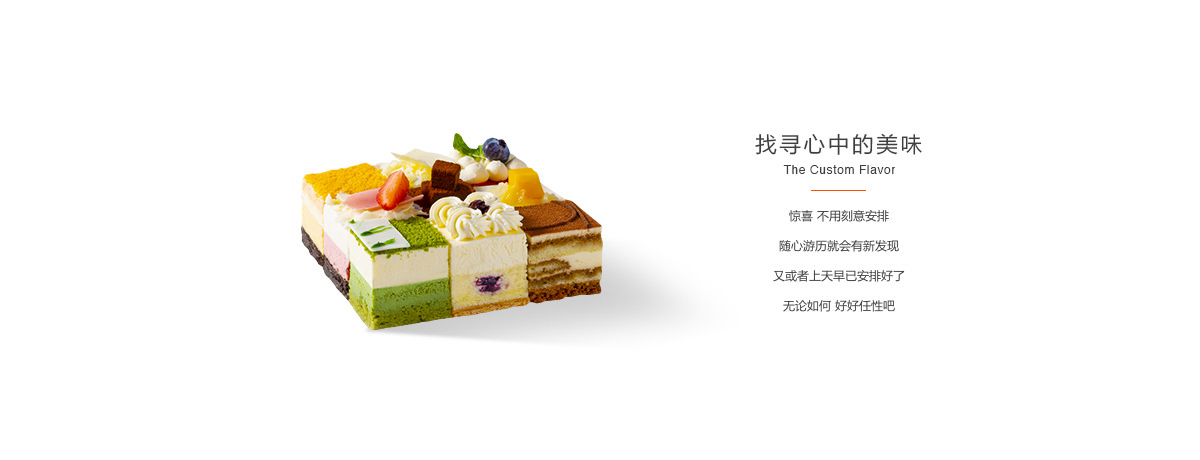 找寻心中的美味
The Custom Flavor
惊喜 不用刻意安排
随心游历就会有新发现
又或者上天早已安排好了
无论如何 好好任性吧